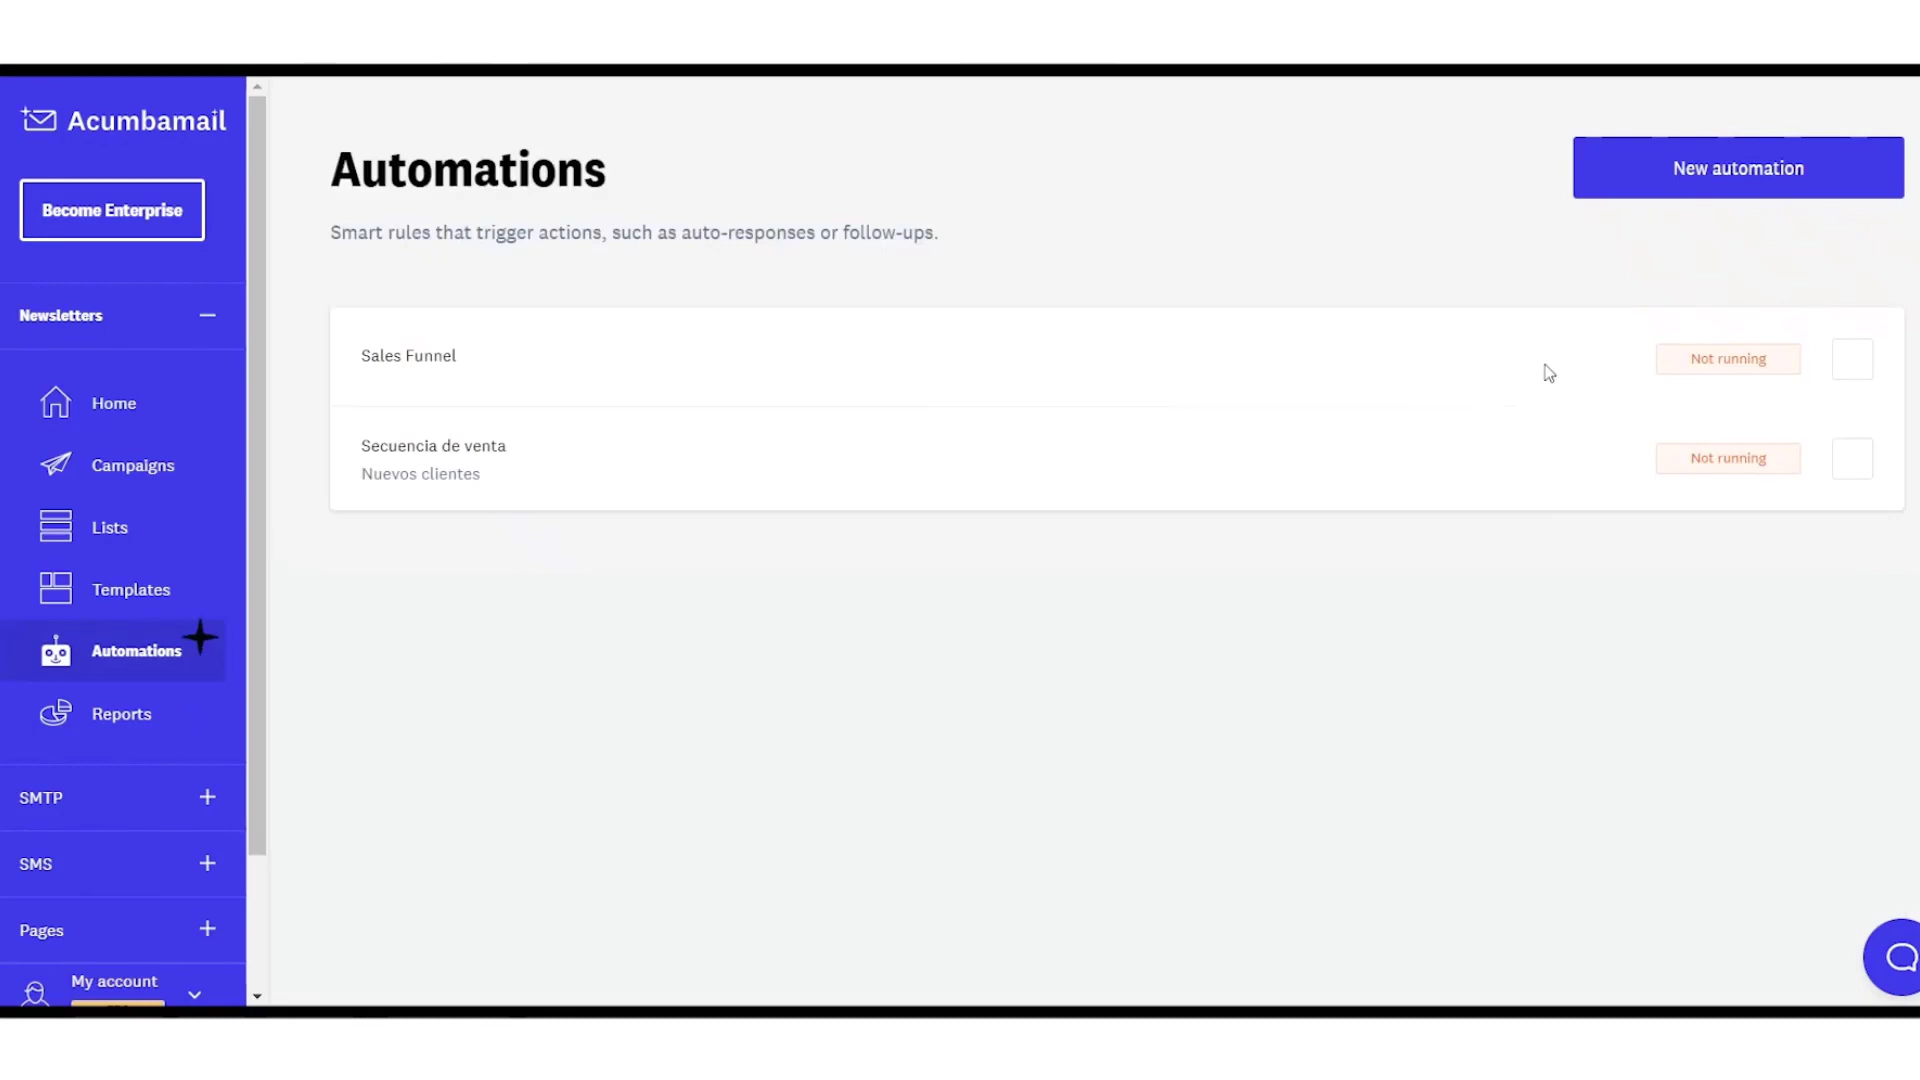 Acumbamail
Become Enterprise
Newsletters
Home
Campaigns
Lists
Templates
Automations
Reports
SMTP
SMS
Pages
My account
Automations
New automation
Smart rules that trigger actions, such as auto-responses or follow-ups.
Sales Funnel
Not running
Secuencia de venta
Nuevos clientes
Not running